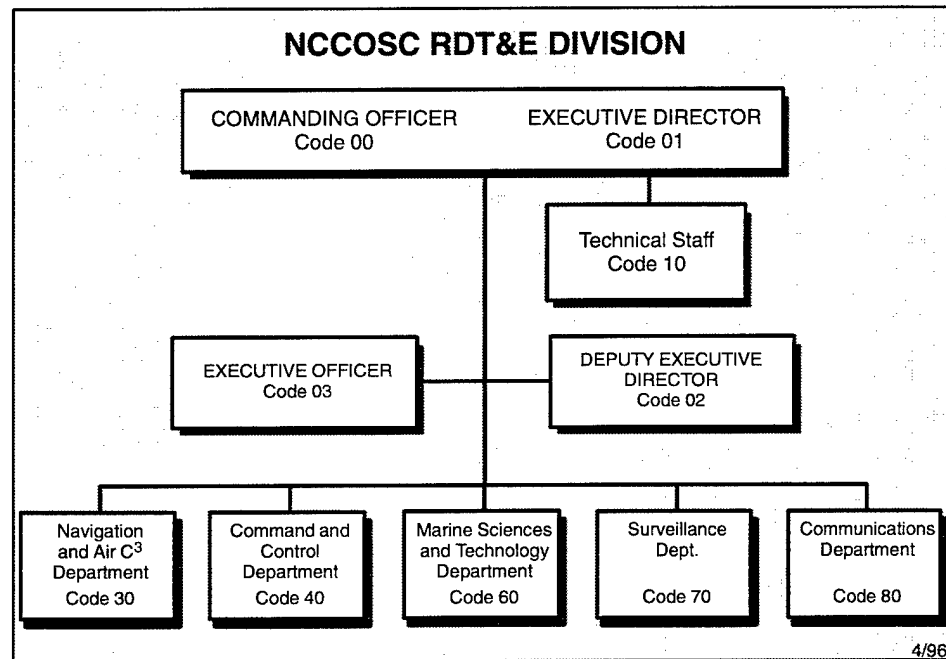 NCCOSC RDT&E DIVISION
COMMANDING OFFICER
Code 00
EXECUTIVE DIRECTOR
Code 01
Technical Staff
Code 10
EXECUTIVE OFFICER
Code 03
DEPUTY EXECUTIVE
DIRECTOR
Code 02
Navigation
and Air C³
Department
Code 30
Command and
Control
Department
Code 40
Marine Sciences
and Technology
Department
Code 60
Surveillance
Dept.
Code 70
Communications
Department
Code 80
4/96